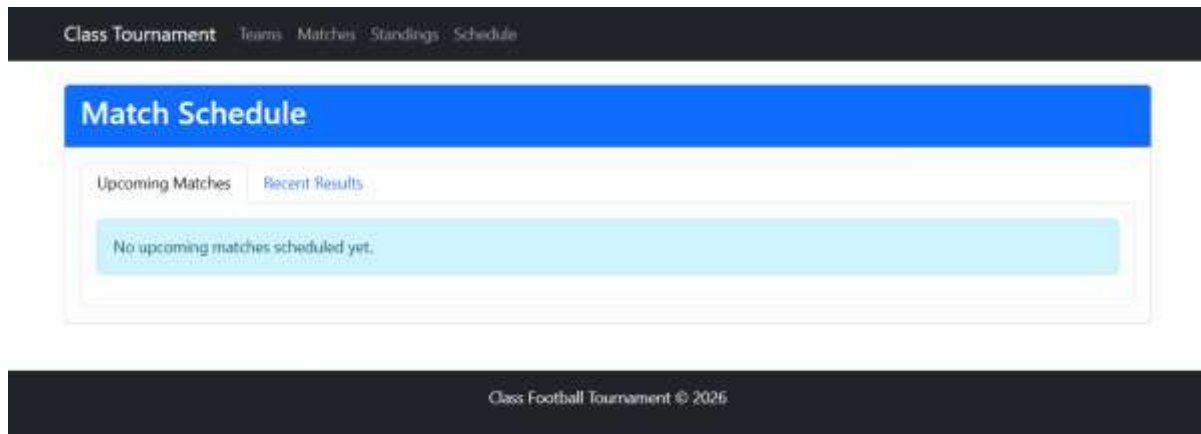 Class Tournament Teams Matches Standings Schedule
Match Schedule
Upcoming Matches Recent Results
No upcoming matches scheduled yet.
Class Football Tournament © 2026